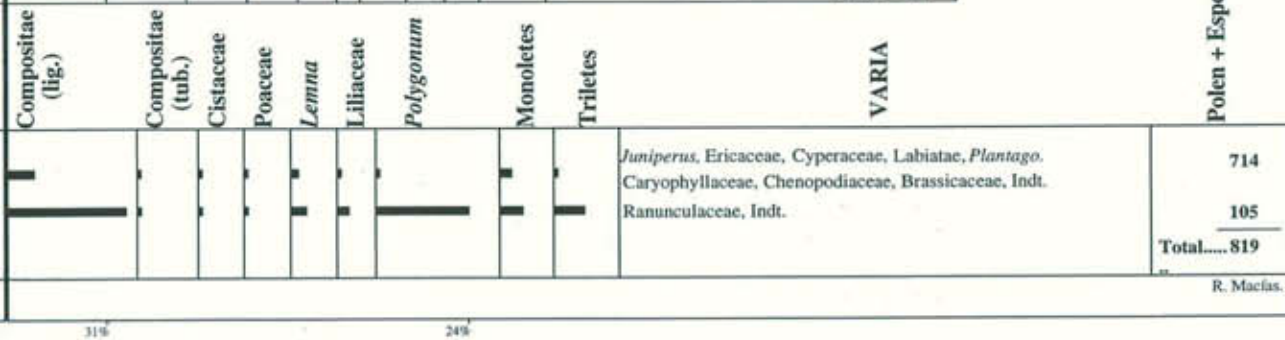 Compositae
(lig.)
Compositae
(tub.)
Cistaceae
Poaceae
Lemna
Liliaceae
Polygonum
Monoletes
Triletes
VARIA
Polen +
Juniperus, Ericaceae, Cyperaceae, Labiatae, Plantago.
Caryophyllaceae, Chenopodiaceae, Brassicaceae, Indt.
714
Ranunculaceae, Indt.
105
Total..... 819
R. Macías.
31%
24%